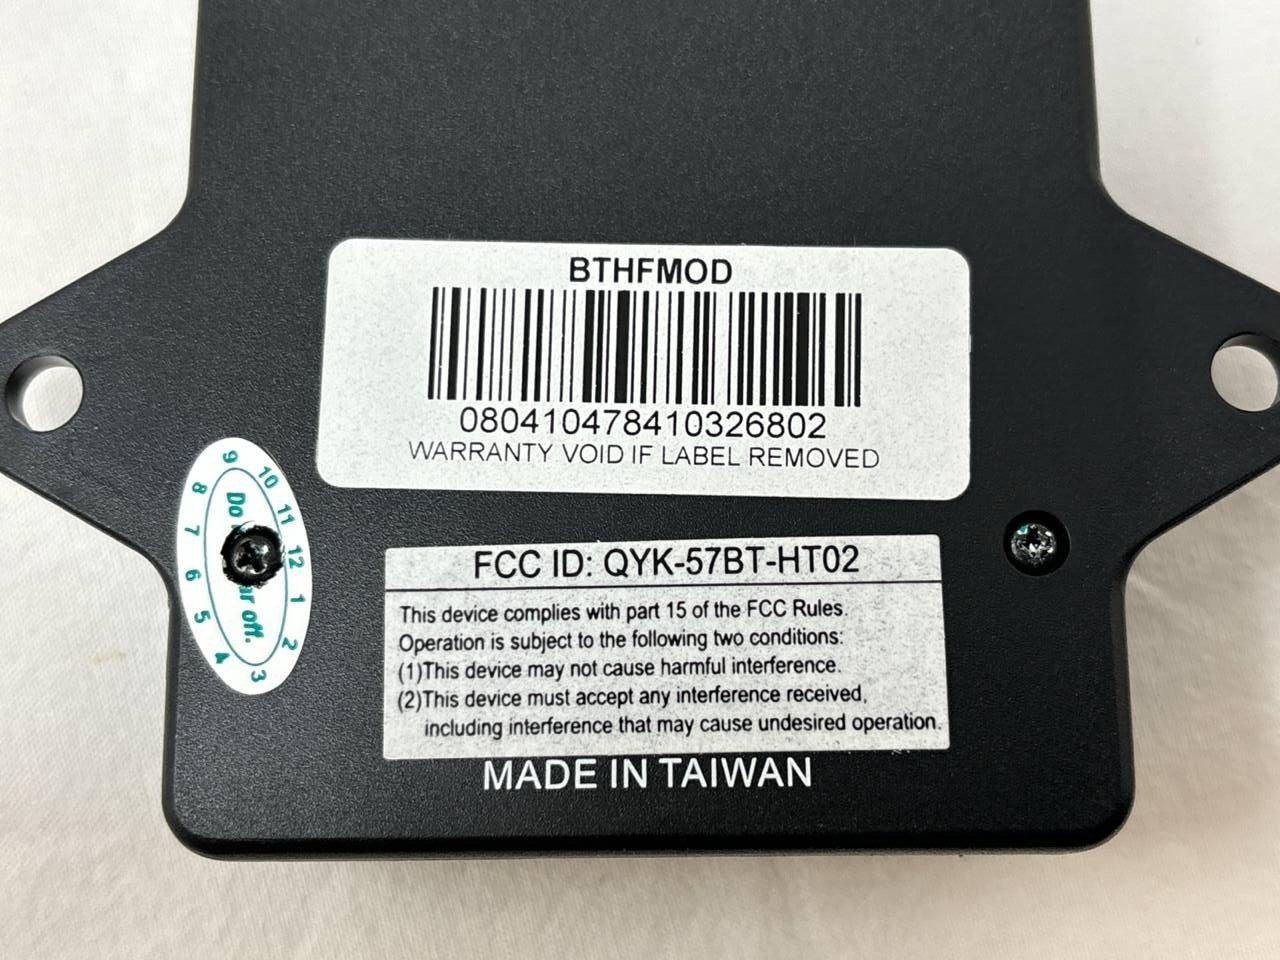 BTHFMOD
080410478410326802
WARRANTY VOID IF LABEL REMOVED
9 10 11 12 1 2 3 4 5 6 7 8
Do
off.
FCC ID: QYK-57BT-HT02
This device complies with part 15 of the FCC Rules.
Operation is subject to the following two conditions:
(1)This device may not cause harmful interference.
(2)This device must accept any interference received,
including interference that may cause undesired operation.
MADE IN TAIWAN